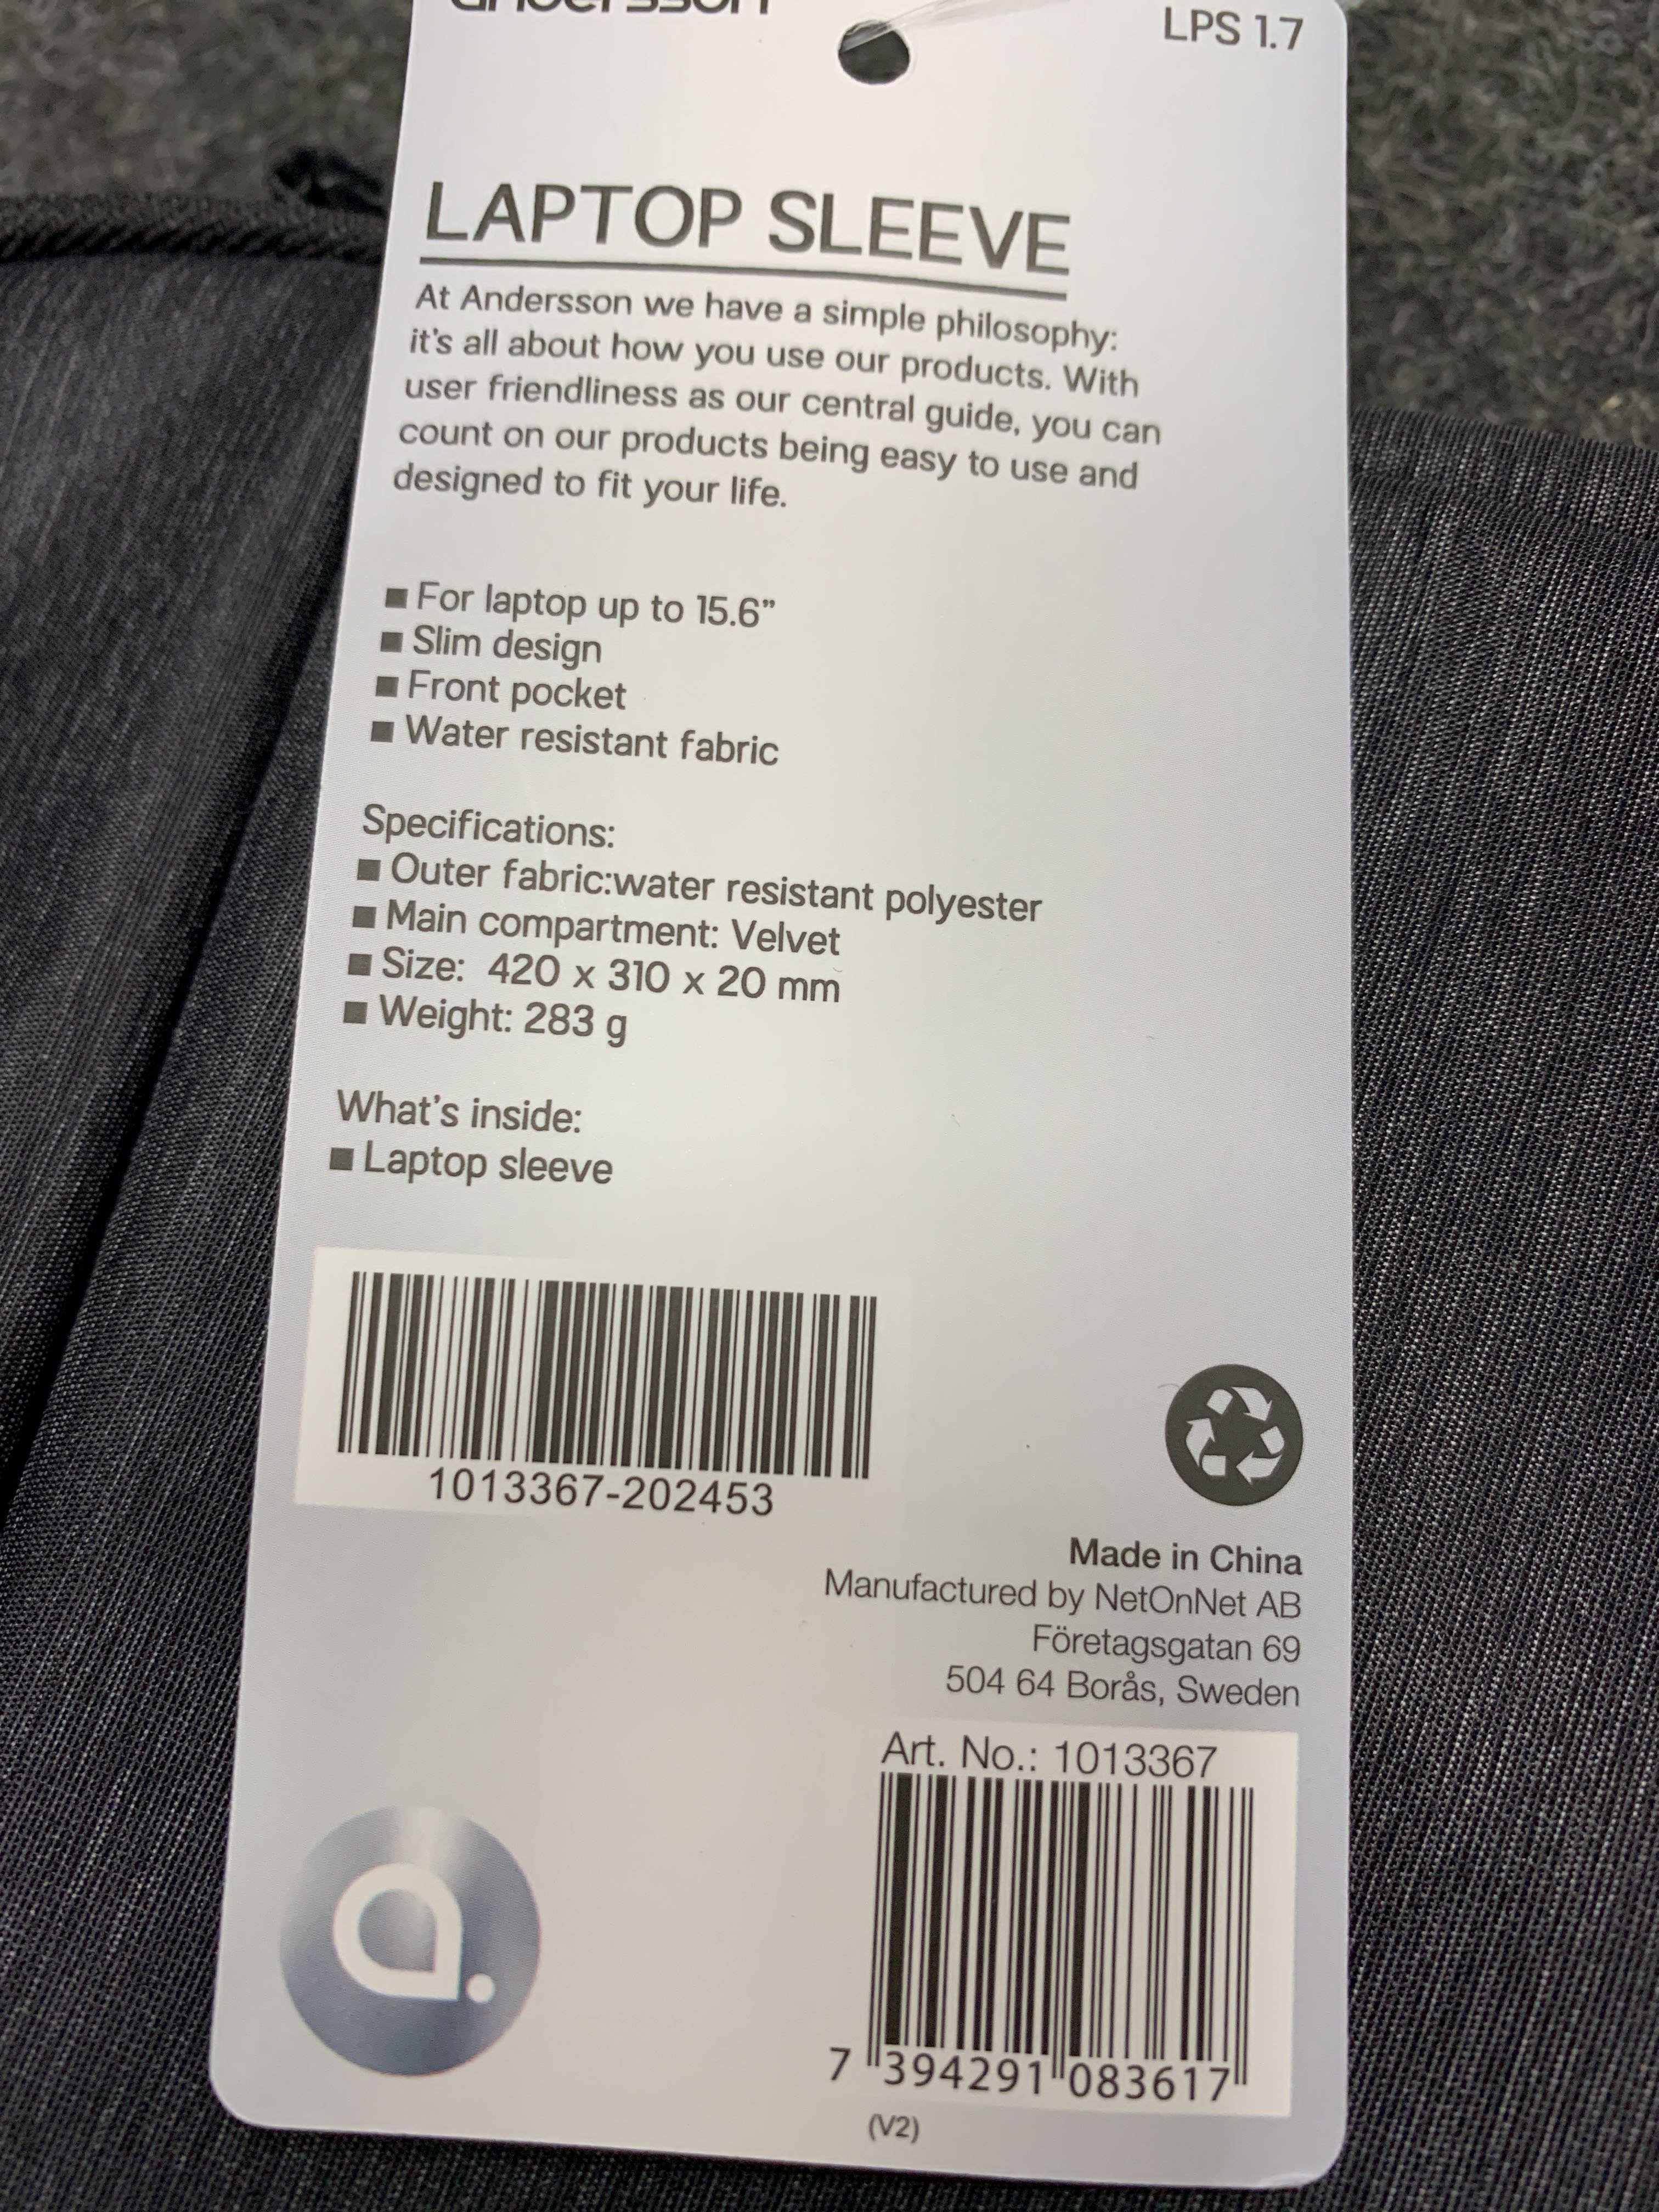 andersson
LPS 1.7
LAPTOP SLEEVE
At Andersson we have a simple philosophy:
it's all about how you use our products. With
user friendliness as our central guide, you can
count on our products being easy to use and
designed to fit your life.
■ For laptop up to 15.6”
■ Slim design
■ Front pocket
■ Water resistant fabric
Specifications:
■ Outer fabric:water resistant polyester
■ Main compartment: Velvet
■ Size: 420 x 310 x 20 mm
■ Weight: 283 g
What's inside:
■ Laptop sleeve
1013367-202453
Made in China
Manufactured by NetOnNet AB
Företagsgatan 69
504 64 Borås, Sweden
Art. No.: 1013367
7 394291 083617
(V2)